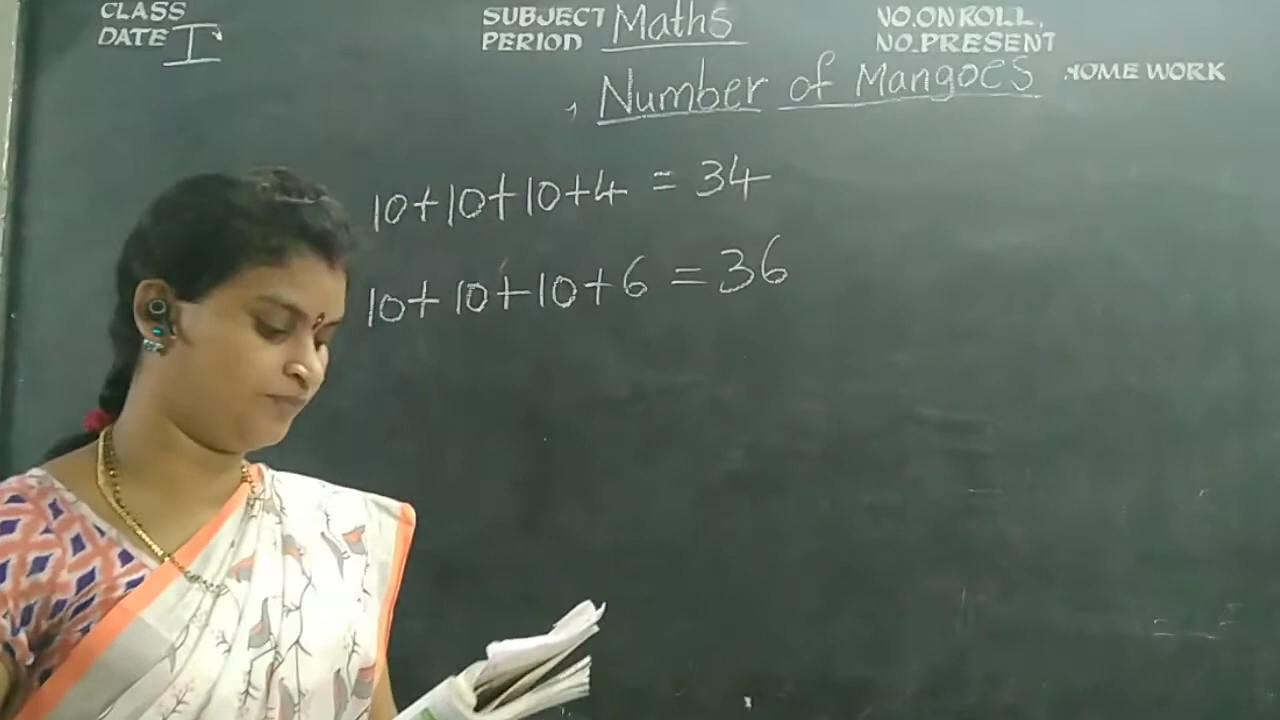 CLASS I SUBJECT Maths NO.ON ROLL.
DATE PERIOD NO.PRESENT
Number of Mangoes HOME WORK
10+10+10+4 = 34
10+10+10+6 = 36